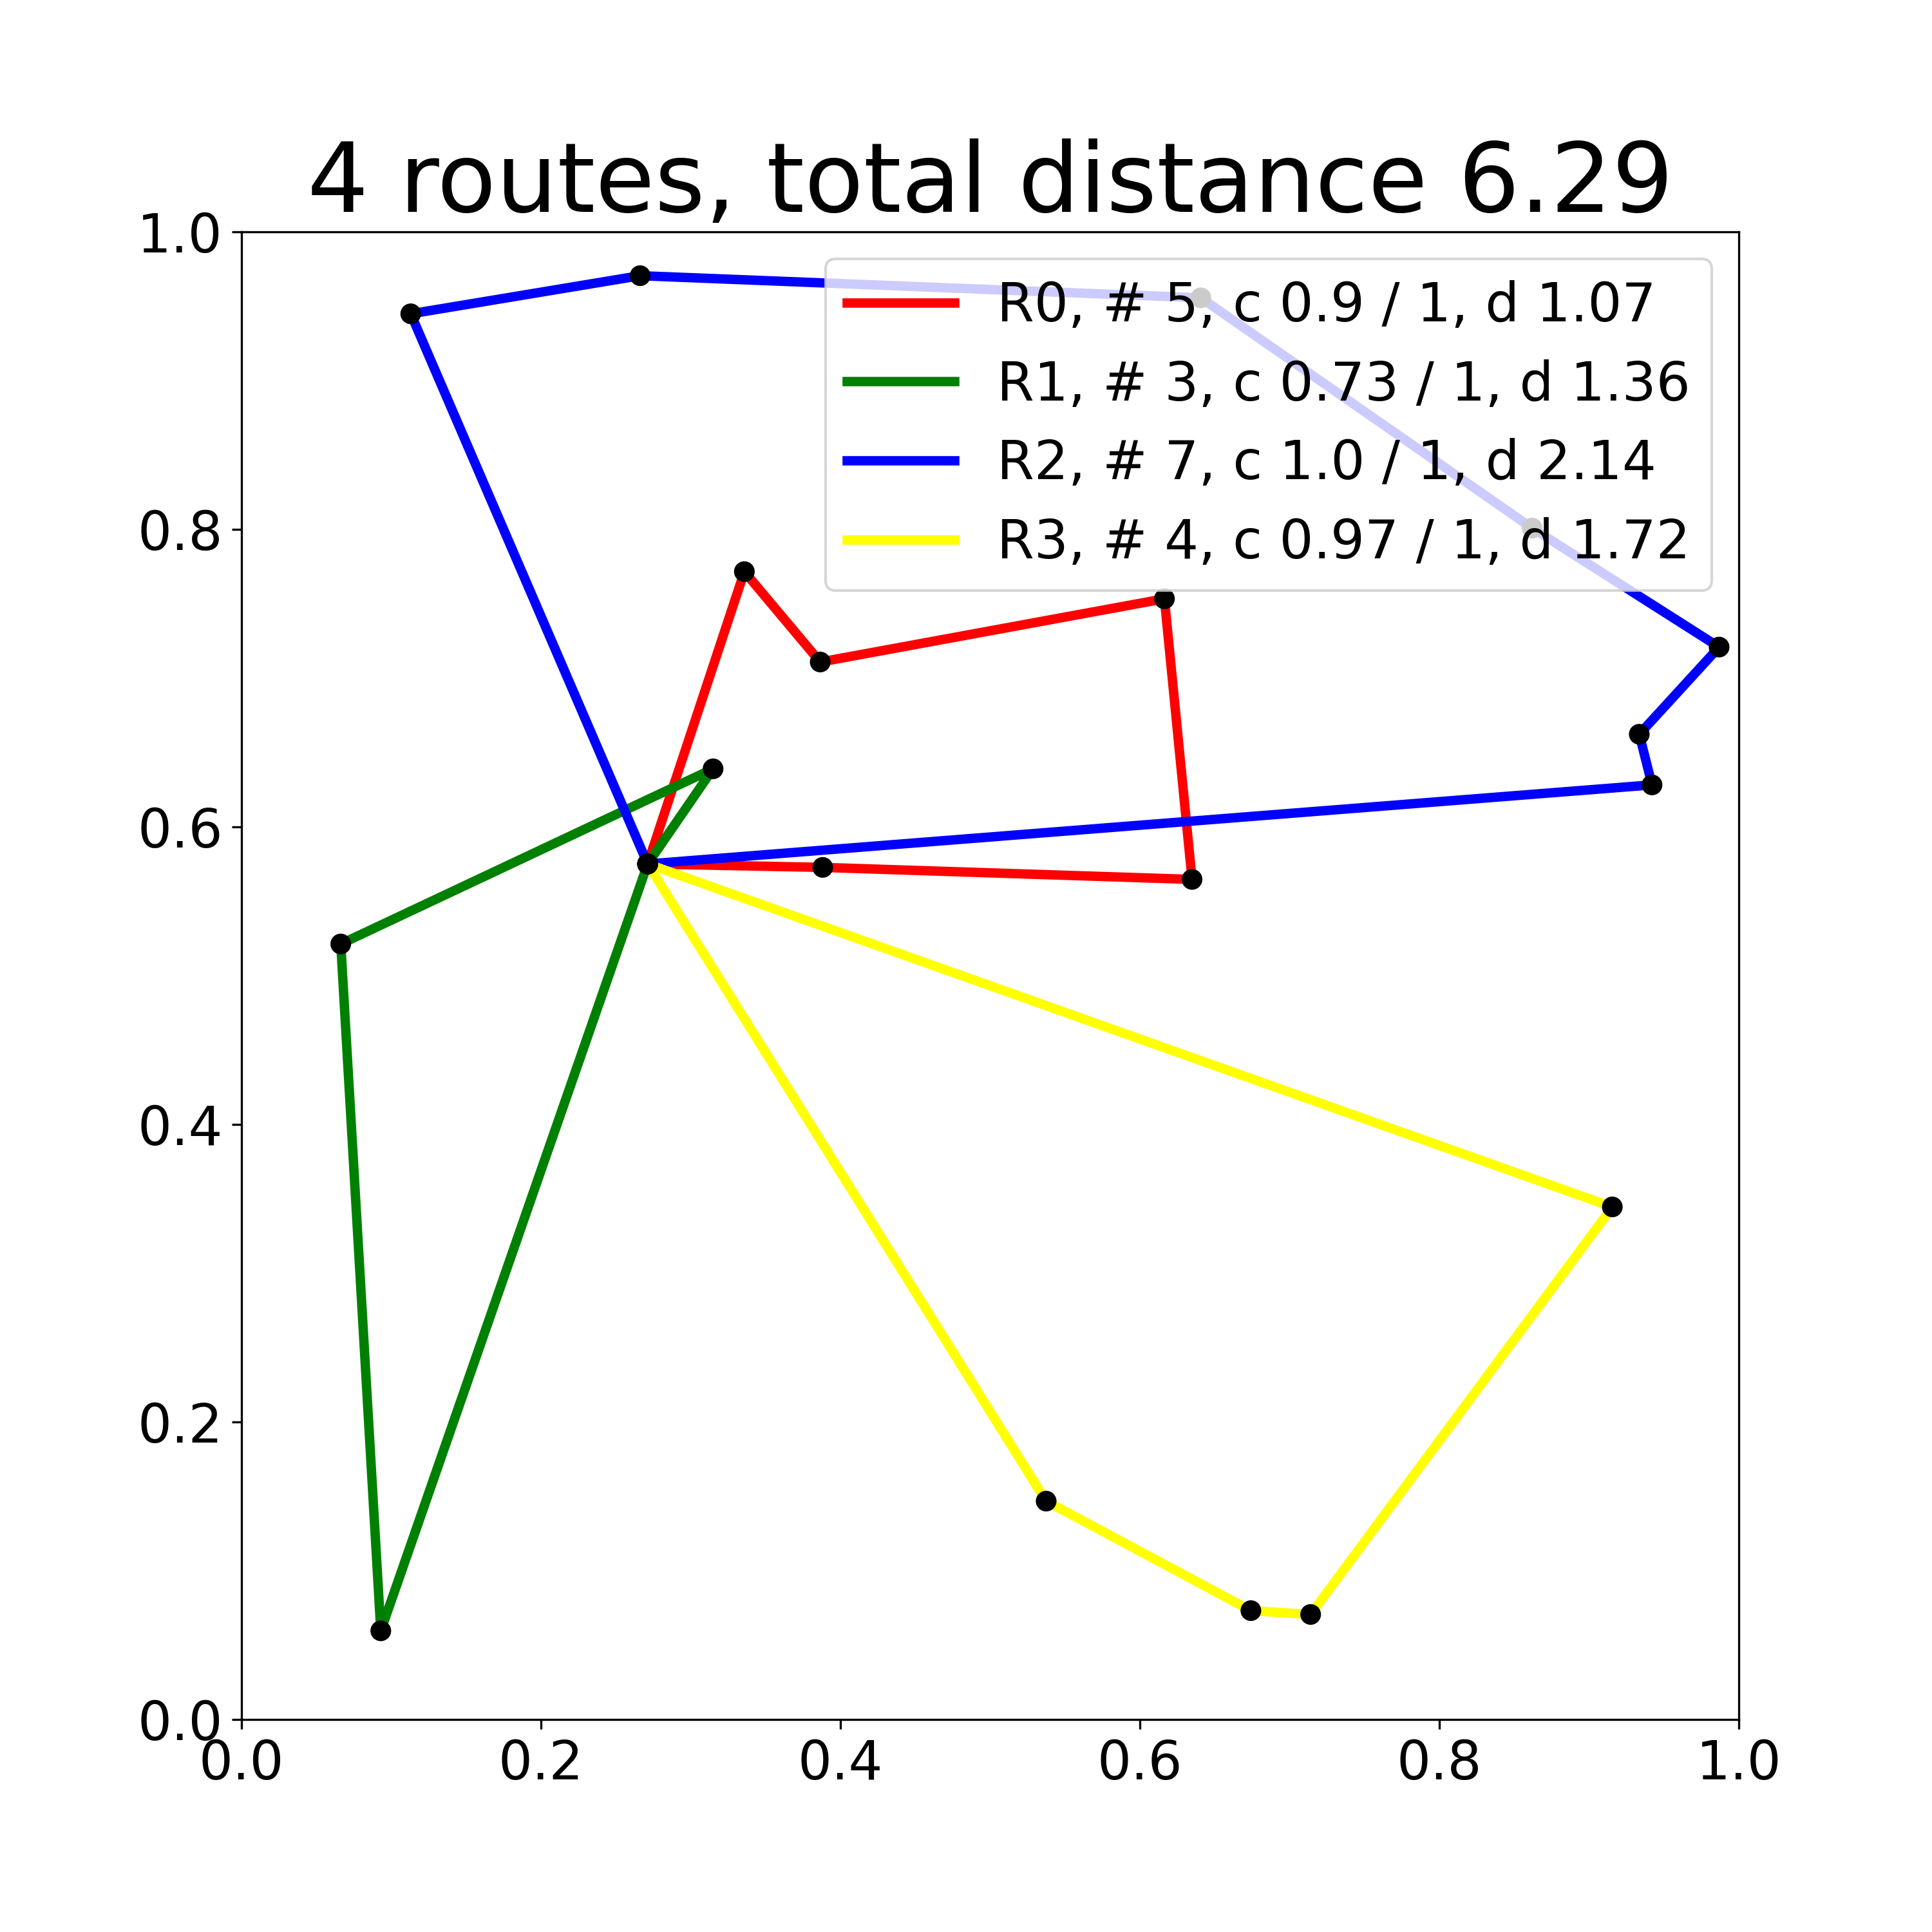 4 routes, total distance 6.29
R0, # 5, c 0.9 / 1, d 1.07
R1, # 3, c 0.73 / 1, d 1.36
R2, # 7, c 1.0 / 1, d 2.14
R3, # 4, c 0.97 / 1, d 1.72
1.0
0.8
0.6
0.4
0.2
0.0
0.0 0.2 0.4 0.6 0.8 1.0